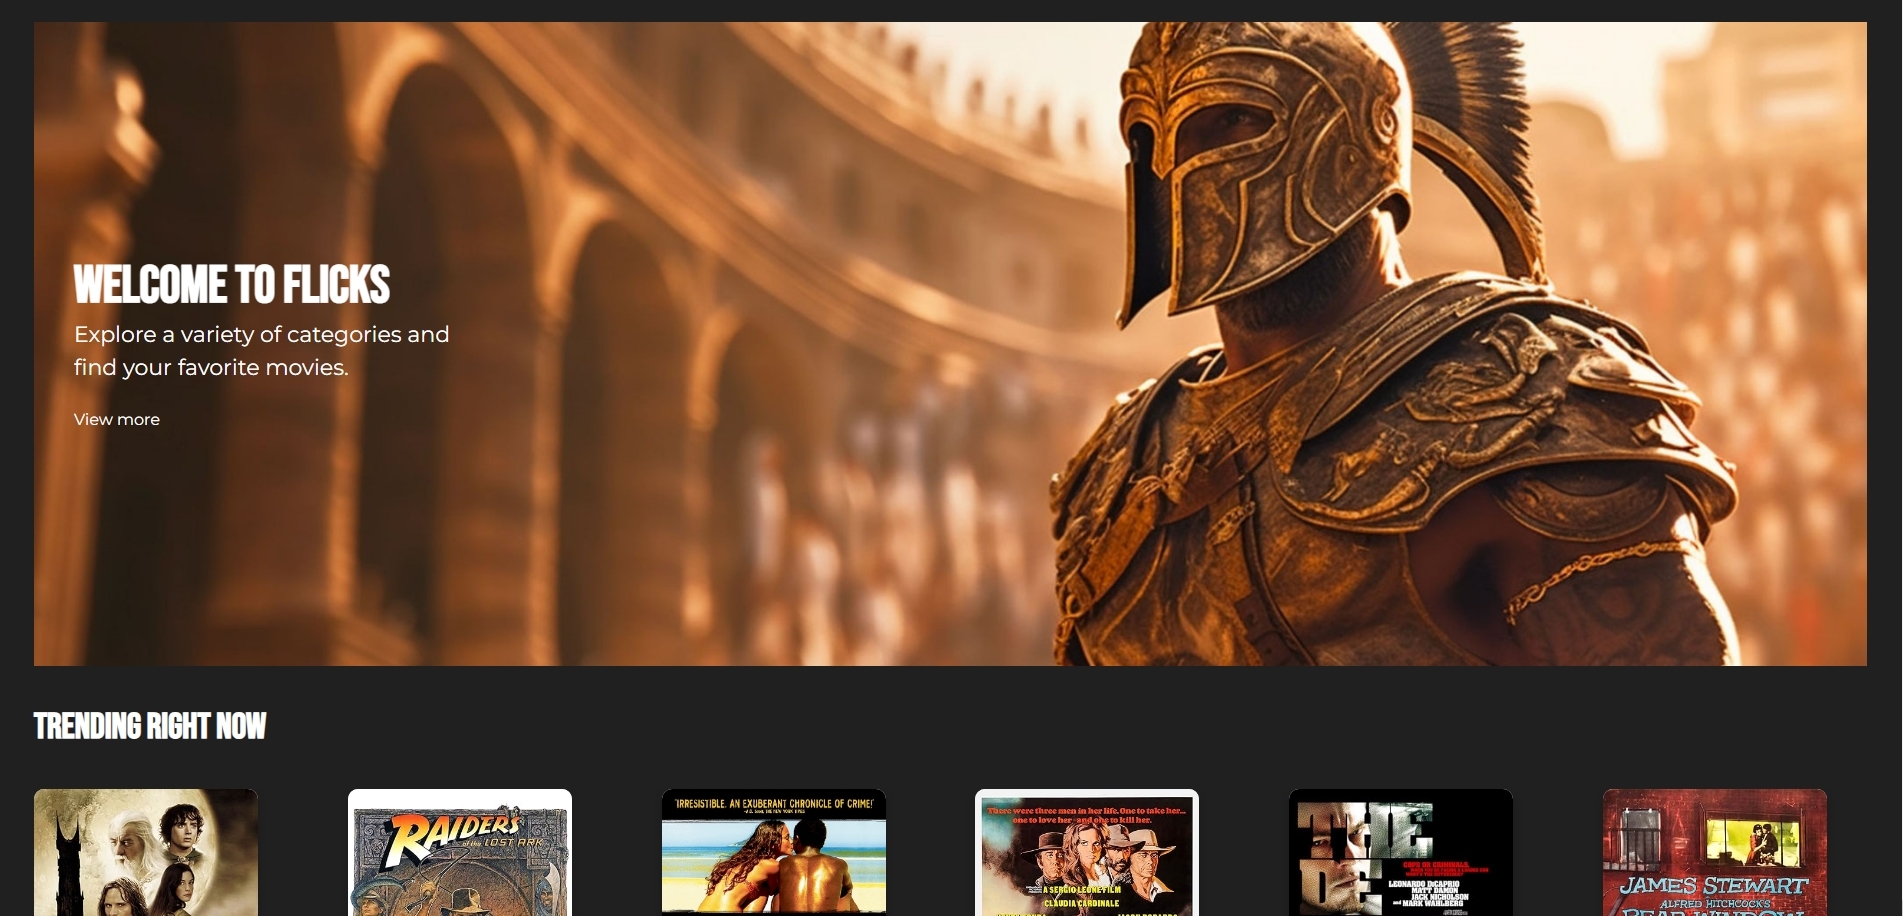 WELCOME TO FLICKS
Explore a variety of categories and
find your favorite movies.
View more
TRENDING RIGHT NOW
RAIDERS
of the LOST ARK
"IRRESISTIBLE. AN EXUBERANT CHRONICLE OF CRIME!"
There were three men in her life. One to take her...
one to love her-and one to kill her.
A SERGIO LEONE FILM
CLAUDIA CARDINALE
THE
DE
COPS OR CRIMINALS.
LEONARDO DiCAPRIO
MATT DAMON
JACK NICHOLSON
and MARK WAHLBERG
JAMES STEWART
ALFRED HITCHCOCK'S
REAR WINDOW